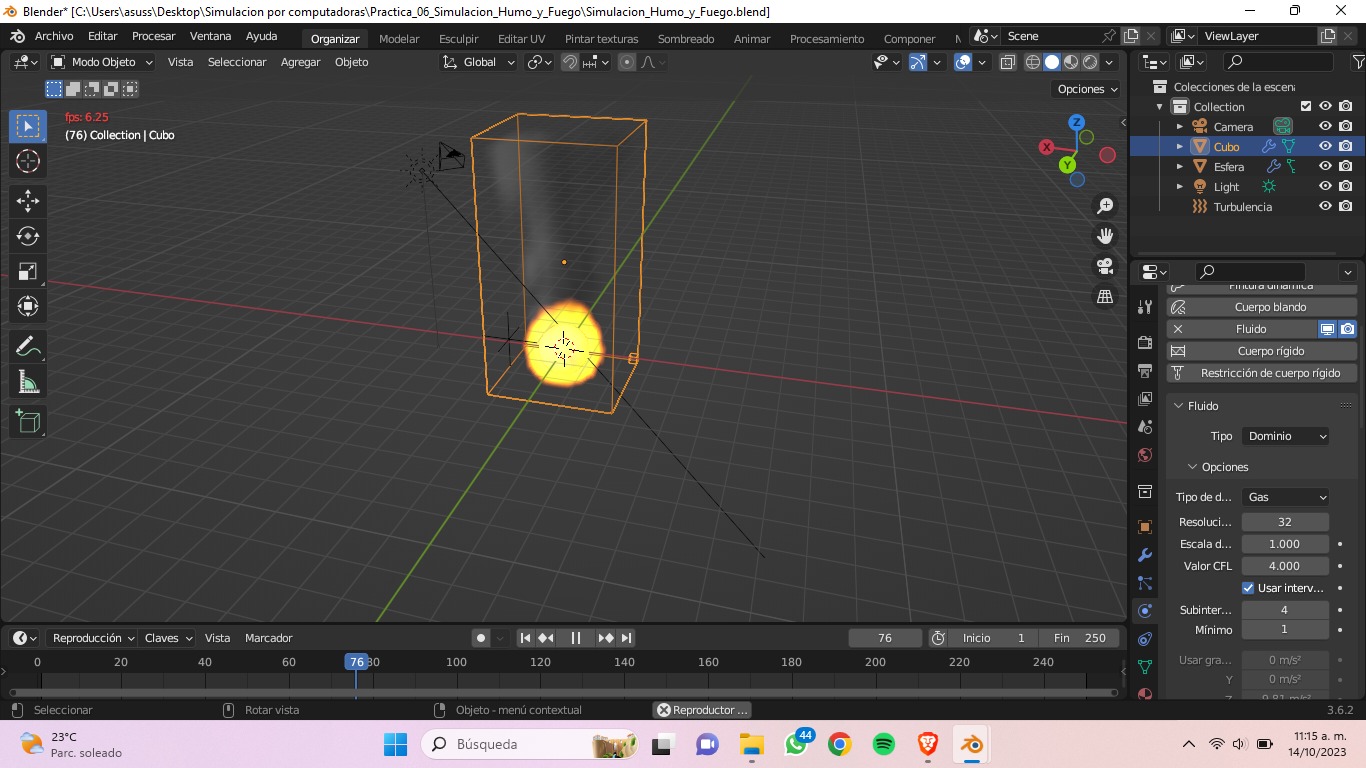 Blender* [C:\Users\asuss\Desktop\Simulacion por computadoras\Practica_06_Simulacion_Humo_y_Fuego\Simulacion_Humo_y_Fuego.blend]
Archivo Editar Procesar Ventana Ayuda Organizar Modelar Esculpir Editar UV Pintar texturas Sombreado Animar Procesamiento Componer Scene ViewLayer
Modo Objeto Vista Seleccionar Agregar Objeto Global
Opciones
fps: 6.25
(76) Collection | Cubo
Z
X
Y
Colecciones de la escena
Collection
Camera
Cubo
Esfera
Light
Turbulencia
Pintura dinámica
Cuerpo blando
Fluido
Cuerpo rígido
Restricción de cuerpo rígido
Fluido
Tipo Dominio
Opciones
Tipo de d... Gas
Resoluci... 32
Escala d... 1.000
Valor CFL 4.000
Usar interv...
Subinter... 4
Mínimo 1
Usar gra... 0 m/s²
Y 0 m/s²
Z -9.81 m/s²
Reproducción Claves Vista Marcador 76 Inicio 1 Fin 250
0 20 40 60 76 80 100 120 140 160 180 200 220 240
Seleccionar Rotar vista Objeto - menú contextual Reproductor ... 3.6.2
23°C
Parc. soleado
Búsqueda
44
11:15 a. m.
14/10/2023